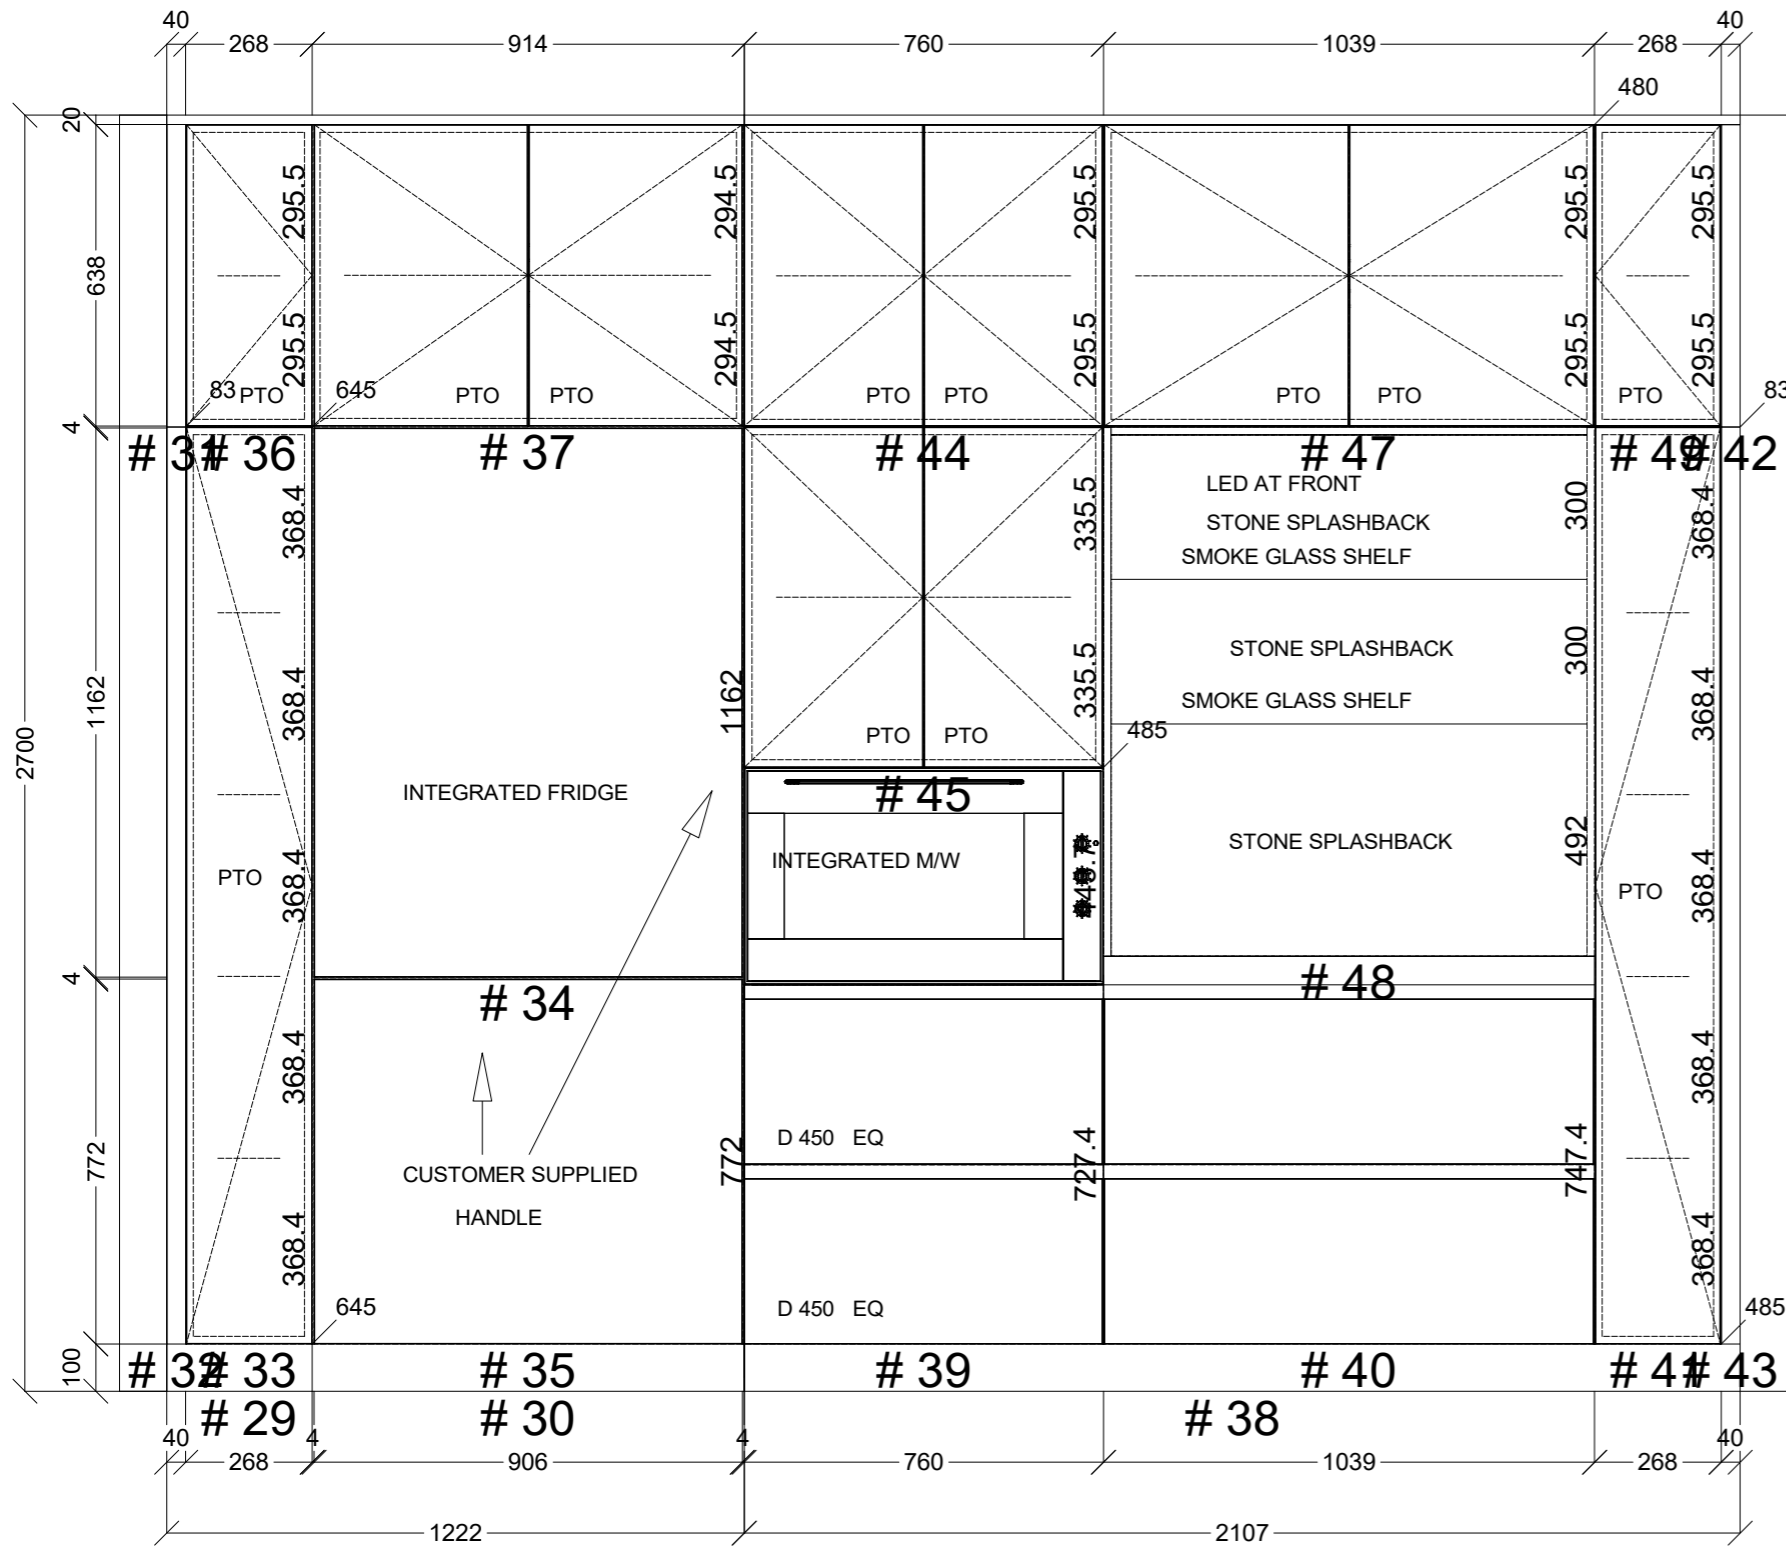 40 268 914 760 1039 268 40
480
20
295.5 294.5 295.5 295.5 295.5
638
295.5 294.5 295.5 295.5 295.5
83 PTO 645 PTO PTO PTO PTO PTO PTO PTO 83
4
# 31 # 36 # 37 # 44 # 47 # 49 # 42
LED AT FRONT
368.4 335.5 300 368.4
STONE SPLASHBACK
SMOKE GLASS SHELF
STONE SPLASHBACK
300
1162 368.4 1162 335.5 368.4
SMOKE GLASS SHELF
PTO PTO 485
2700
INTEGRATED FRIDGE # 45
STONE SPLASHBACK 492
INTEGRATED M/W
PTO 368.4 368.4 PTO
4
# 34 # 48
368.4 368.4
D 450 EQ
772 772 727.4 747.4
CUSTOMER SUPPLIED
HANDLE
368.4 368.4
645 D 450 EQ 485
100
# 32 # 33 # 35 # 39 # 40 # 41 # 43
# 29 # 30 # 38
40 268 4 906 4 760 1039 268 40
1222 2107